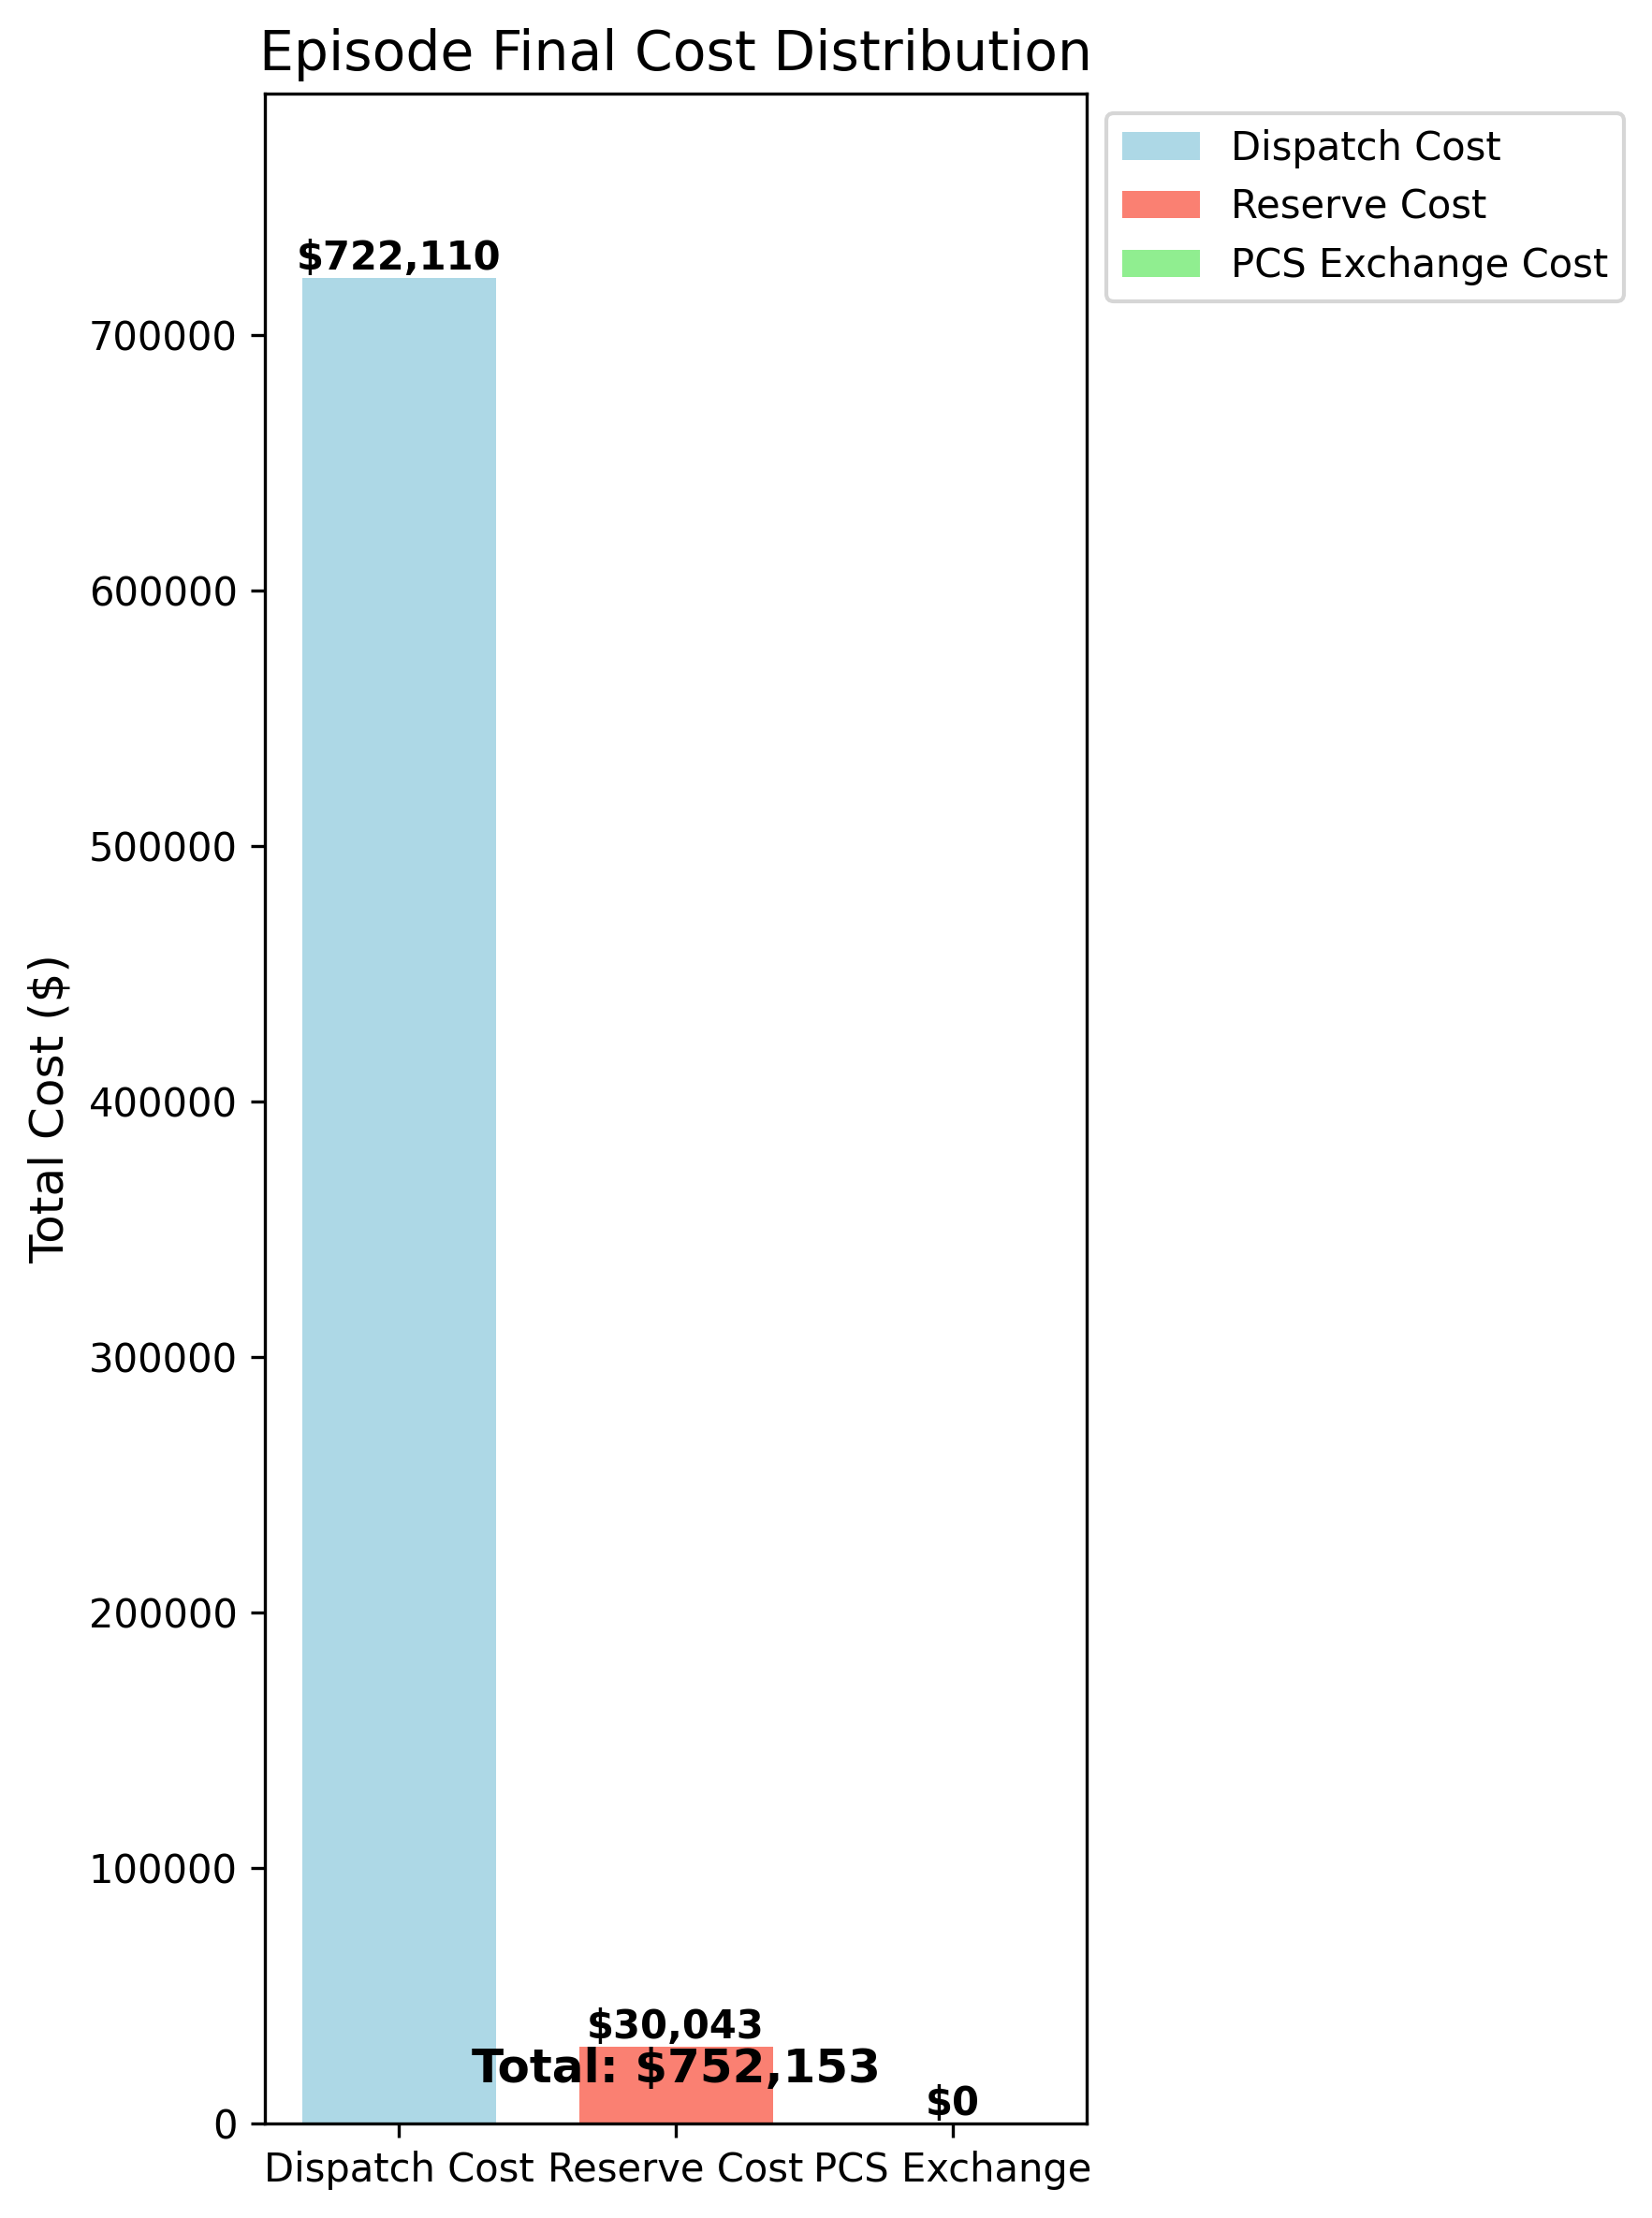 Episode Final Cost Distribution
Dispatch Cost
Reserve Cost
PCS Exchange Cost
$722,110
700000
600000
500000
400000
300000
200000
100000
0
Total Cost ($)
$30,043
Total: $752,153
$0
Dispatch Cost
Reserve Cost
PCS Exchange